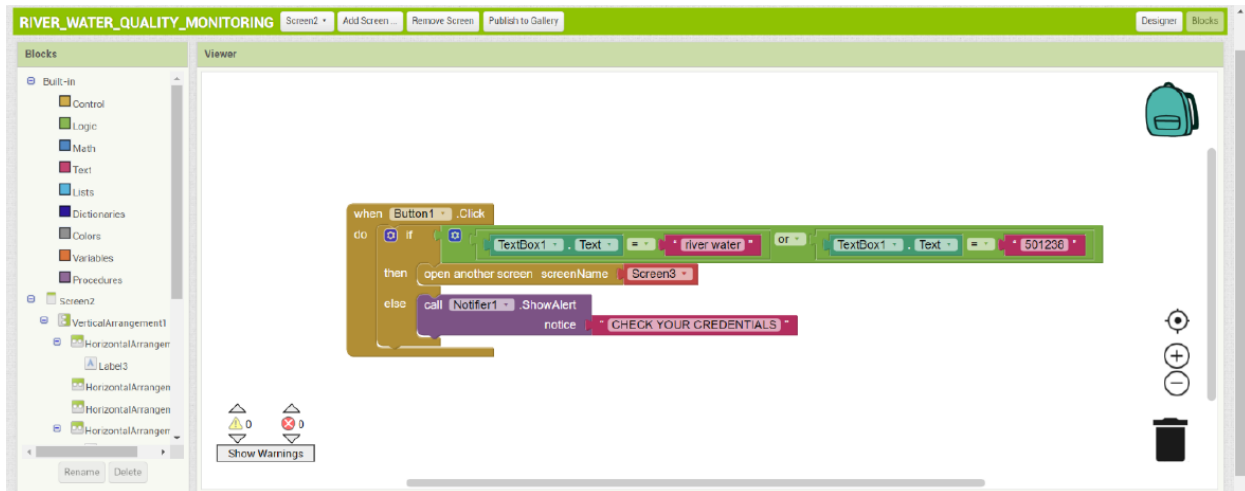 RIVER_WATER_QUALITY_MONITORING Screen2 Add Screen ... Remove Screen Publish to Gallery Designer Blocks
Blocks
Viewer
Built-in
Control
Logic
Math
Text
Lists
Dictionaries
Colors
Variables
Procedures
Screen2
VerticalArrangement1
HorizontalArrangem
Label3
HorizontalArrangen
HorizontalArrangen
HorizontalArrangem
Rename Delete
when Button1 .Click
do if TextBox1 . Text = " river water " or TextBox1 . Text = " 501238 "
then open another screen screenName Screen3
else call Notifier1 .ShowAlert
notice " CHECK YOUR CREDENTIALS "
0 0
Show Warnings